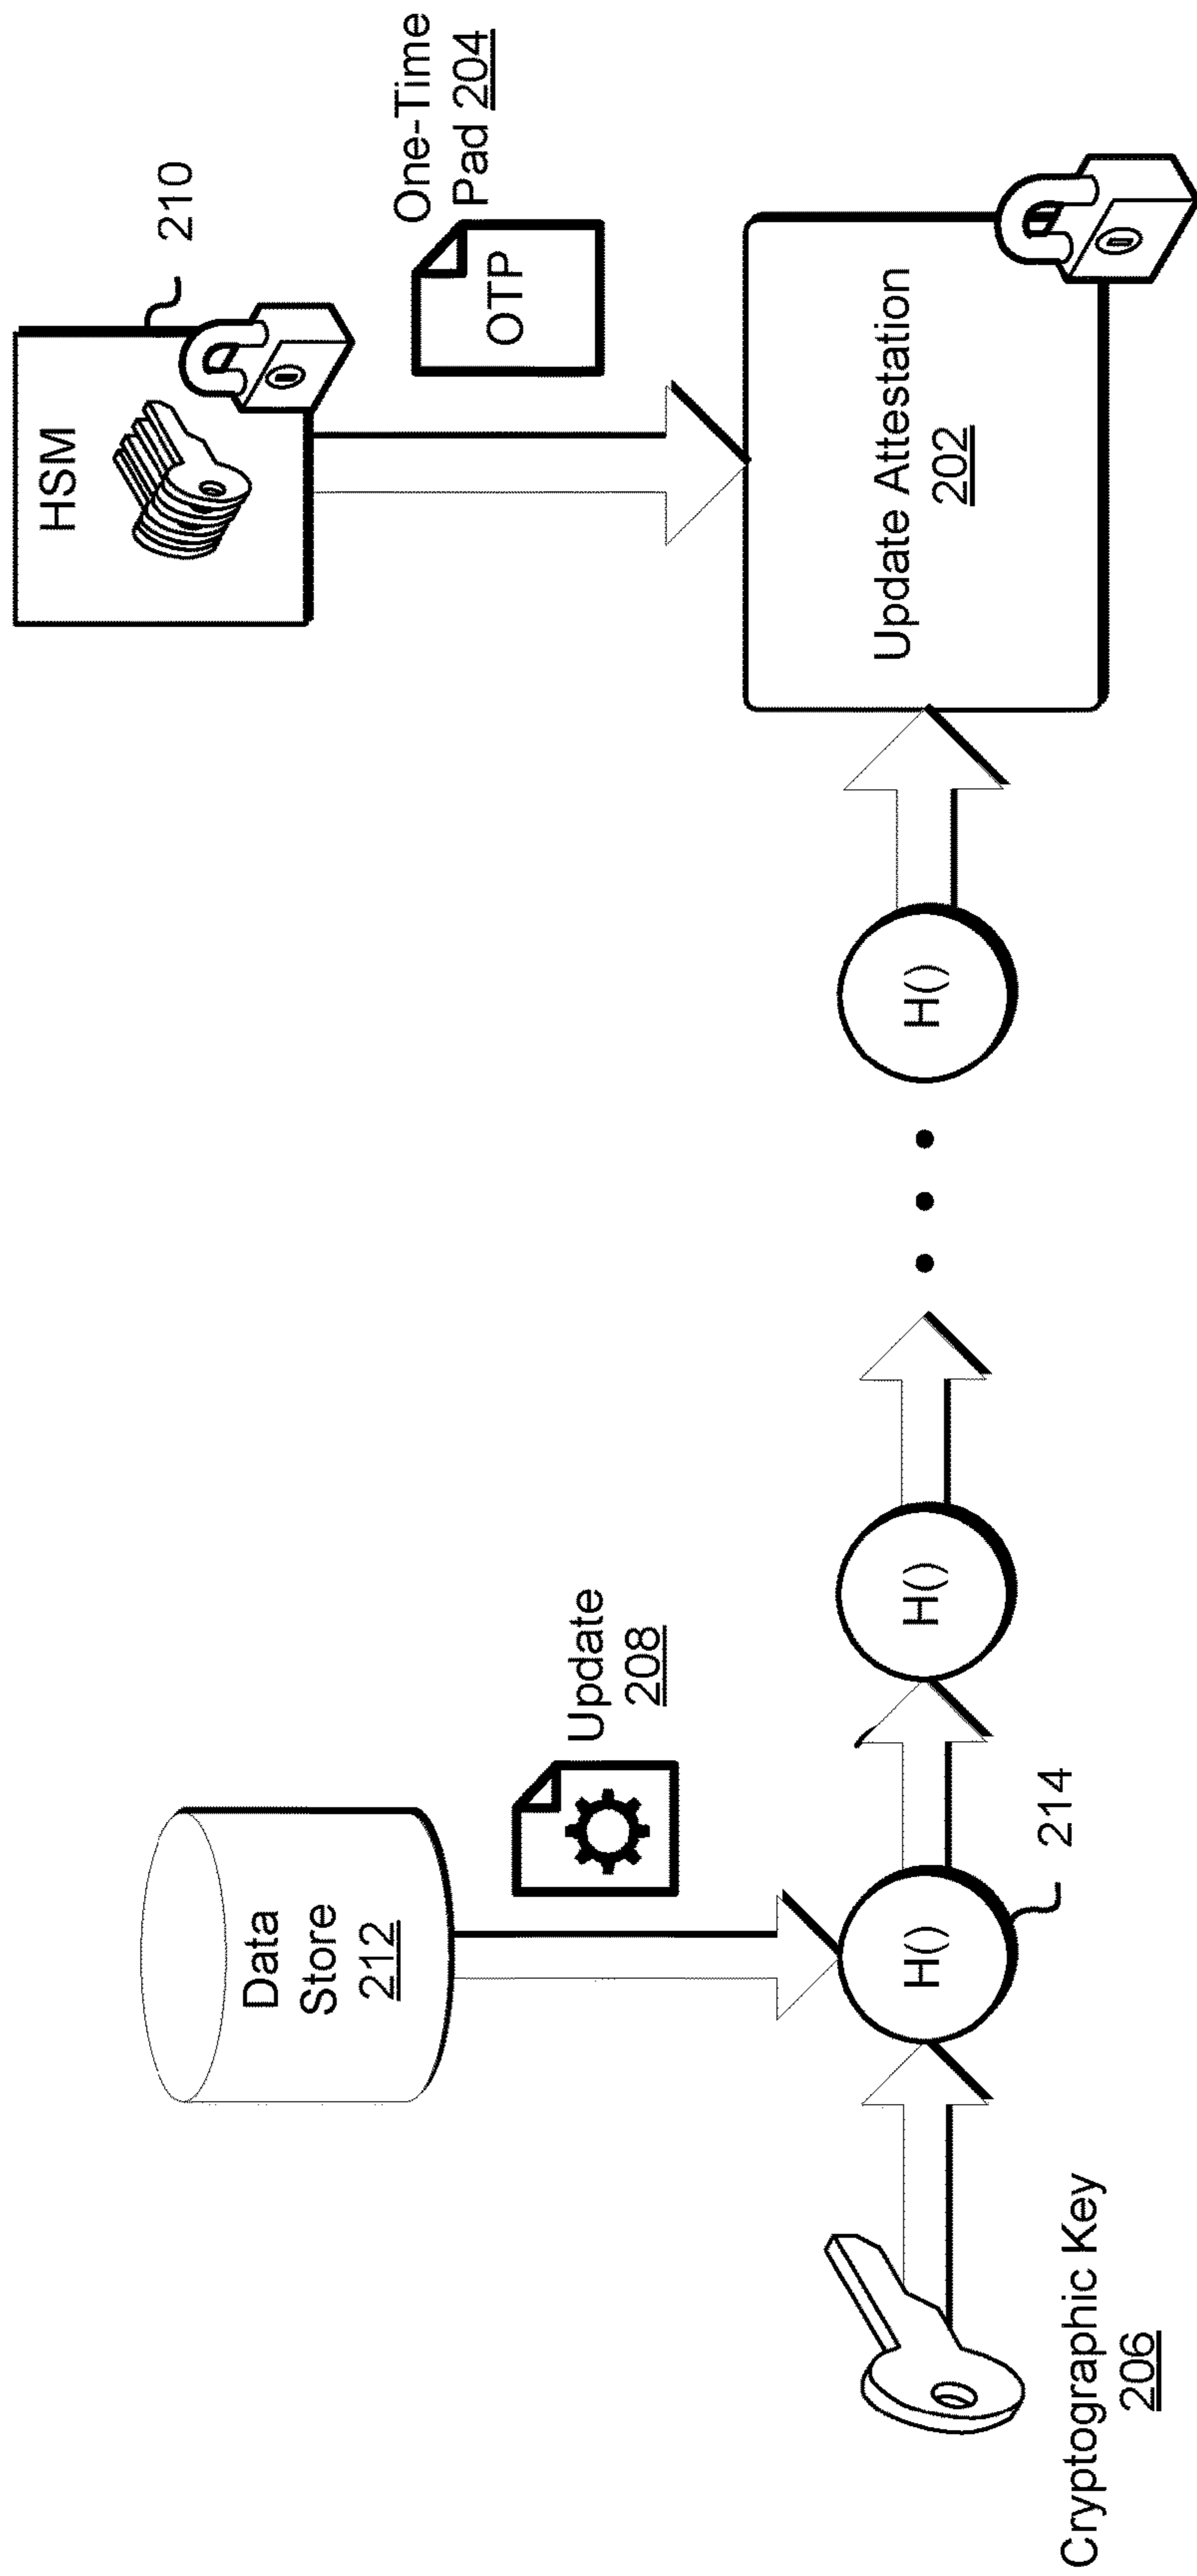 Data
Store
212
Update
208
HSM
210
One-Time
Pad 204
OTP
Cryptographic Key
206
H()
214
H()
H()
Update Attestation
202